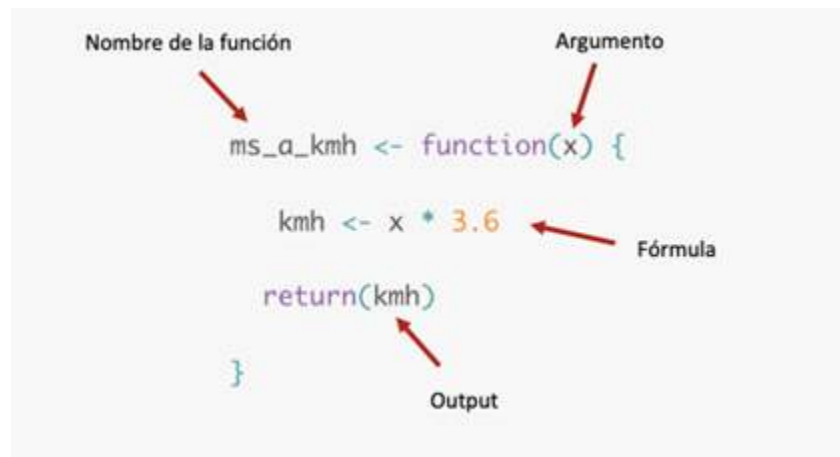 Nombre de la función
Argumento
ms_a_kmh <- function(x) {
kmh <- x * 3.6
Fórmula
return(kmh)
}
Output